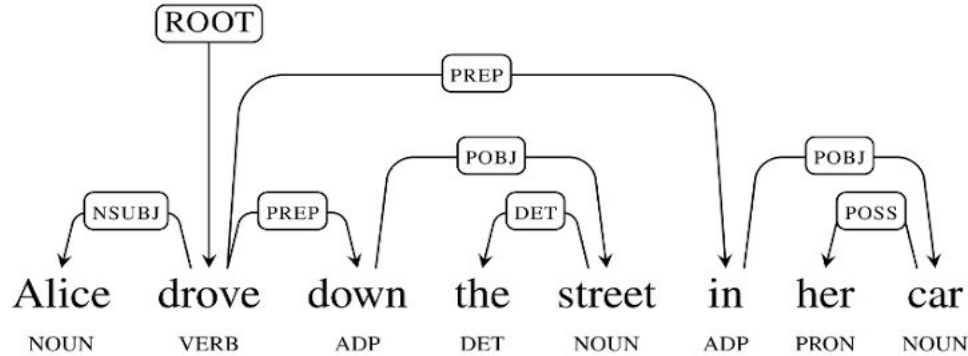 ROOT
PREP
POBJ POBJ
NSUBJ PREP DET POSS
Alice drove down the street in her car
NOUN VERB ADP DET NOUN ADP PRON NOUN